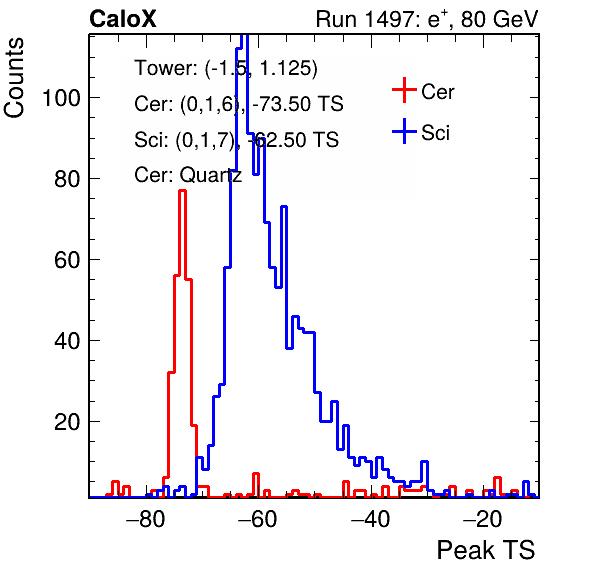 CaloX Run 1497: e⁺, 80 GeV
Counts
Tower: (-1.5, 1.125)
Cer: (0,1,6), -73.50 TS
Sci: (0,1,7), -62.50 TS
Cer: Quartz
Cer
Sci
100
80
60
40
20
−80 −60 −40 −20
Peak TS